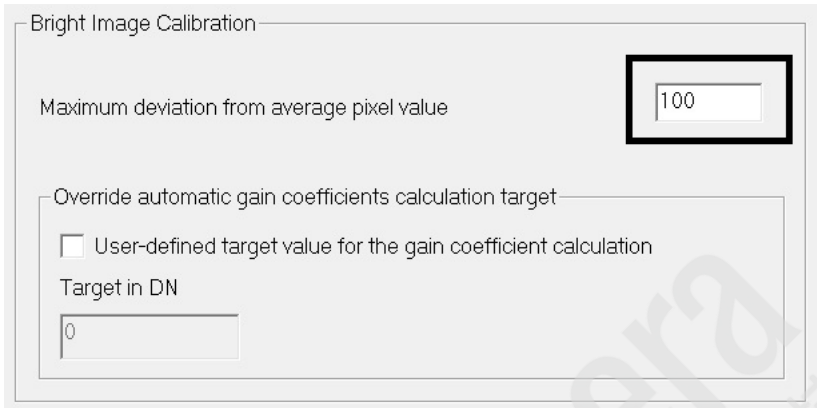 Bright Image Calibration
Maximum deviation from average pixel value 100
Override automatic gain coefficients calculation target
User-defined target value for the gain coefficient calculation
Target in DN
0